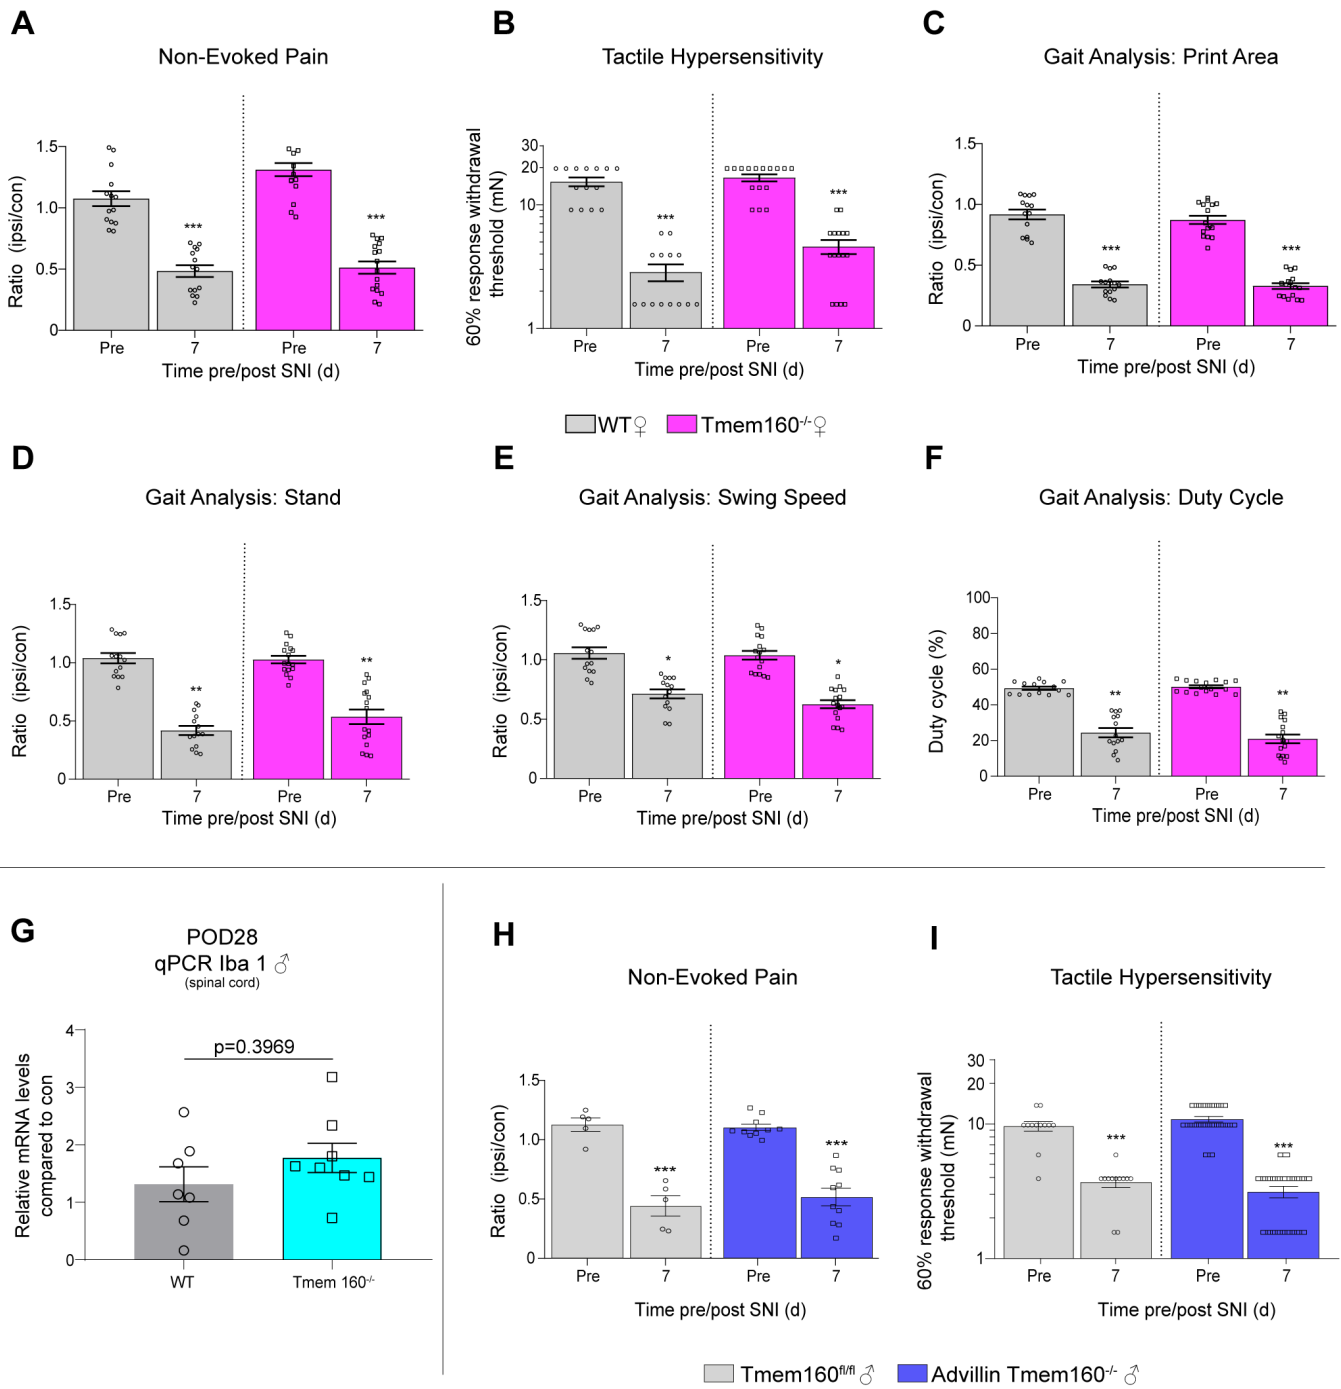 A
Non-Evoked Pain
Ratio (ipsi/con)
1.5
1.0
0.5
0
***
***
Pre
7
Pre
7
Time pre/post SNI (d)
B
Tactile Hypersensitivity
60% response withdrawal
threshold (mN)
30
20
10
1
***
***
Pre
7
Pre
7
Time pre/post SNI (d)
C
Gait Analysis: Print Area
Ratio (ipsi/con)
1.5
1.0
0.5
0
***
***
Pre
7
Pre
7
Time pre/post SNI (d)
WT♀
Tmem160-/-♀
D
Gait Analysis: Stand
Ratio (ipsi/con)
1.5
1.0
0.5
0
**
**
Pre
7
Pre
7
Time pre/post SNI (d)
E
Gait Analysis: Swing Speed
Ratio (ipsi/con)
1.5
1.0
0.5
0
*
*
Pre
7
Pre
7
Time pre/post SNI (d)
F
Gait Analysis: Duty Cycle
Duty cycle (%)
100
80
60
40
20
0
**
**
Pre
7
Pre
7
Time pre/post SNI (d)
G
POD28
qPCR Iba 1 ♂
(spinal cord)
Relative mRNA levels
compared to con
4
3
2
1
0
p=0.3969
WT
Tmem 160-/-
H
Non-Evoked Pain
Ratio (ipsi/con)
1.5
1.0
0.5
0
***
***
Pre
7
Pre
7
Time pre/post SNI (d)
I
Tactile Hypersensitivity
60% response withdrawal
threshold (mN)
30
20
10
1
***
***
Pre
7
Pre
7
Time pre/post SNI (d)
Tmem160fl/fl ♂
Advillin Tmem160-/- ♂